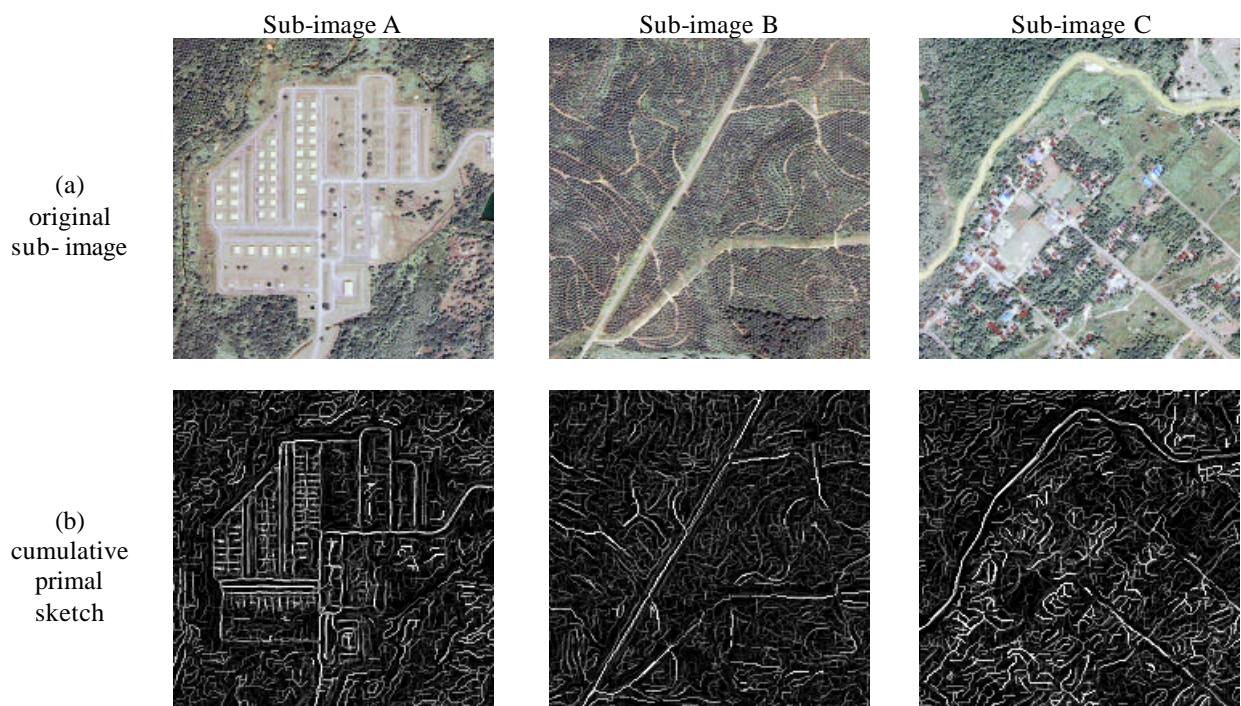 Sub-image A
Sub-image B
Sub-image C
(a)
original
sub- image
(b)
cumulative
primal
sketch